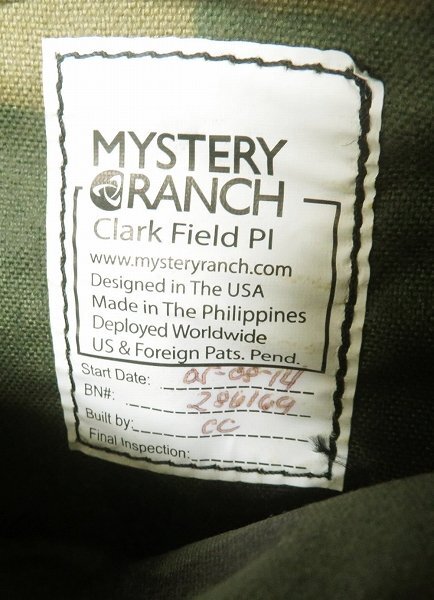 MYSTERY
RANCH
Clark Field PI
www.mysteryranch.com
Designed in The USA
Made in The Philippines
Deployed Worldwide
US & Foreign Pats. Pend.
Start Date: 05-08-14
BN#: 286169
Built by: CC
Final Inspection: